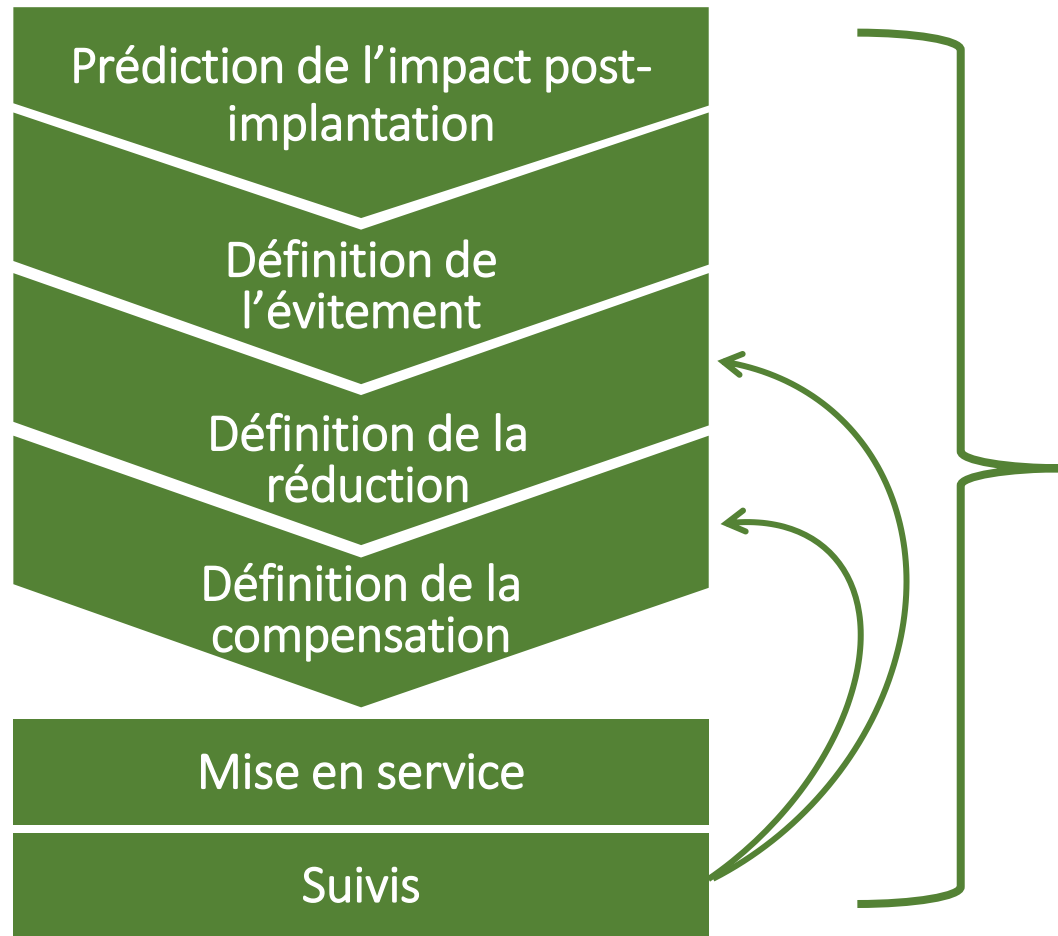 Prédiction de l’impact post-
implantation
Définition de
l’évitement
Définition de la
réduction
Définition de la
compensation
Mise en service
Suivis